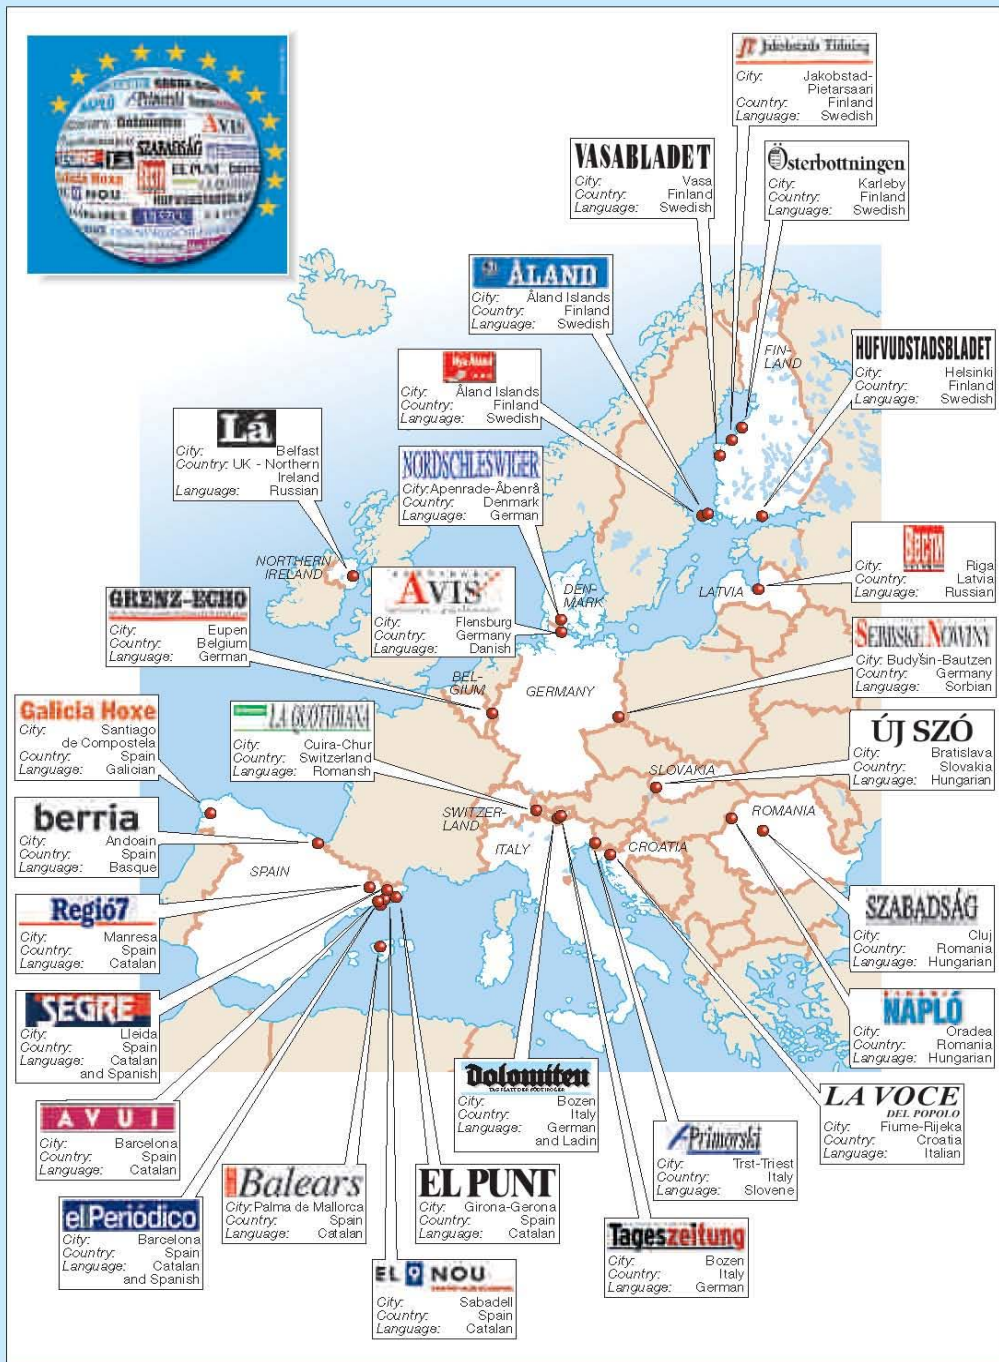 JT Jakobstads Tidning
City: Jakobstad-
Pietarsaari
Country: Finland
Language: Swedish
VASABLADET
City: Vasa
Country: Finland
Language: Swedish
Österbottningen
City: Karleby
Country: Finland
Language: Swedish
ÅLAND
City: Åland Islands
Country: Finland
Language: Swedish
Nya Åland
City: Åland Islands
Country: Finland
Language: Swedish
HUFVUDSTADSBLADET
City: Helsinki
Country: Finland
Language: Swedish
FIN-
LAND
Lá
City: Belfast
Country: UK - Northern
Ireland
Language: Russian
NORDSCHLESWIGER
City: Apenrade-Åbenrå
Country: Denmark
Language: German
NORTHERN
IRELAND
DEN-
MARK
LATVIA
Вести
City: Riga
Country: Latvia
Language: Russian
GRENZ-ECHO
City: Eupen
Country: Belgium
Language: German
AVIS
City: Flensburg
Country: Germany
Language: Danish
SERBSKE NOWINY
City: Budyšin-Bautzen
Country: Germany
Language: Sorbian
BEL-
GIUM
GERMANY
Galicia Hoxe
City: Santiago
de Compostela
Country: Spain
Language: Galician
LA QUOTIDIANA
City: Cuira-Chur
Country: Switzerland
Language: Romansh
ÚJ SZÓ
City: Bratislava
Country: Slovakia
Language: Hungarian
SLOVAKIA
berria
City: Andoain
Country: Spain
Language: Basque
SWITZER-
LAND
ITALY
CROATIA
ROMANIA
SPAIN
Regió7
City: Manresa
Country: Spain
Language: Catalan
SZABADSÁG
City: Cluj
Country: Romania
Language: Hungarian
SEGRE
City: Lleida
Country: Spain
Language: Catalan
and Spanish
NAPLÓ
City: Oradea
Country: Romania
Language: Hungarian
Dolomiten
TAGBLATT DER SÜDTIROLER
City: Bozen
Country: Italy
Language: German
and Ladin
LA VOCE
DEL POPOLO
City: Fiume-Rijeka
Country: Croatia
Language: Italian
AVUI
City: Barcelona
Country: Spain
Language: Catalan
Primorski
City: Trst-Triest
Country: Italy
Language: Slovene
elPeriódico
City: Barcelona
Country: Spain
Language: Catalan
and Spanish
Balears
City: Palma de Mallorca
Country: Spain
Language: Catalan
EL PUNT
City: Girona-Gerona
Country: Spain
Language: Catalan
Tageszeitung
City: Bozen
Country: Italy
Language: German
EL 9 NOU
City: Sabadell
Country: Spain
Language: Catalan